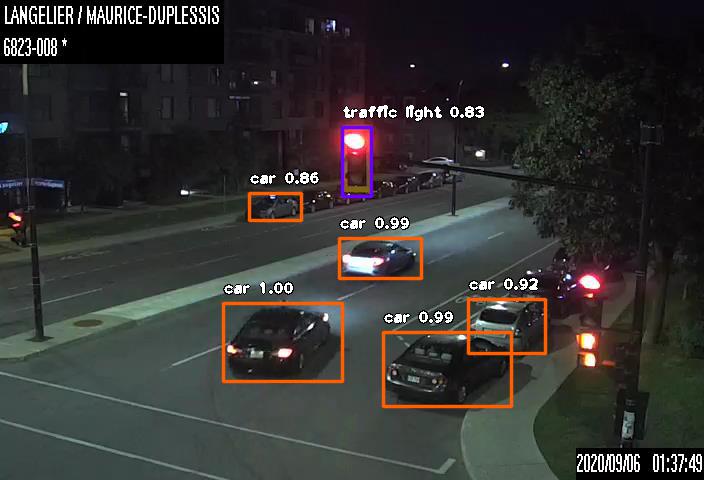 LANGELIER / MAURICE-DUPLESSIS
6823-008 *
traffic light 0.83
car 0.86
car 0.99
car 1.00
car 0.92
car 0.99
2020/09/06 01:37:49